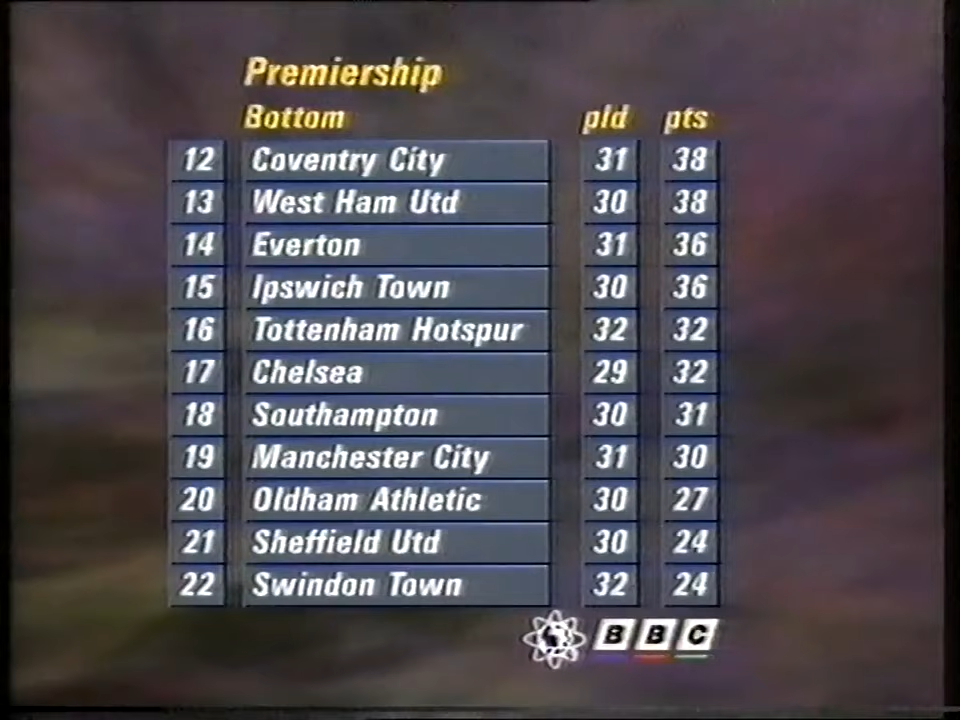 Premiership
Bottom pld pts
12 Coventry City 31 38
13 West Ham Utd 30 38
14 Everton 31 36
15 Ipswich Town 30 36
16 Tottenham Hotspur 32 32
17 Chelsea 29 32
18 Southampton 30 31
19 Manchester City 31 30
20 Oldham Athletic 30 27
21 Sheffield Utd 30 24
22 Swindon Town 32 24
BBC